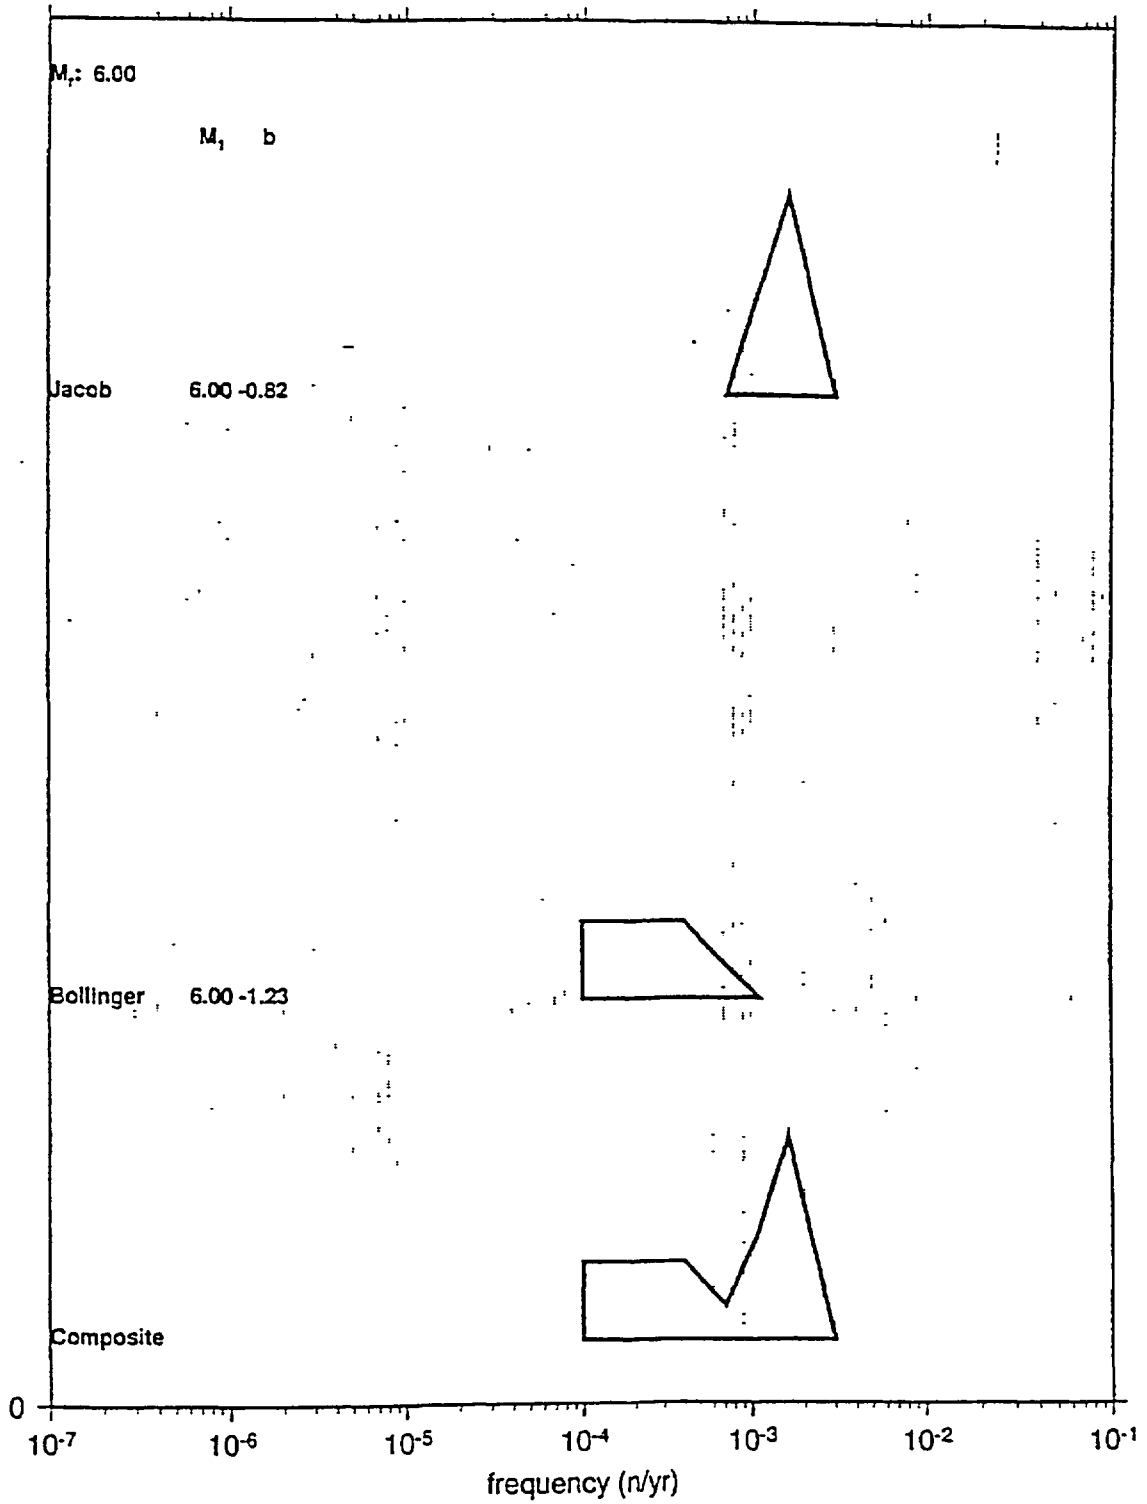 Mᵣ: 6.00
M₁ b
Jacob 6.00 -0.82
Bollinger 6.00 -1.23
Composite
0
10⁻⁷ 10⁻⁶ 10⁻⁵ 10⁻⁴ 10⁻³ 10⁻² 10⁻¹
frequency (n/yr)